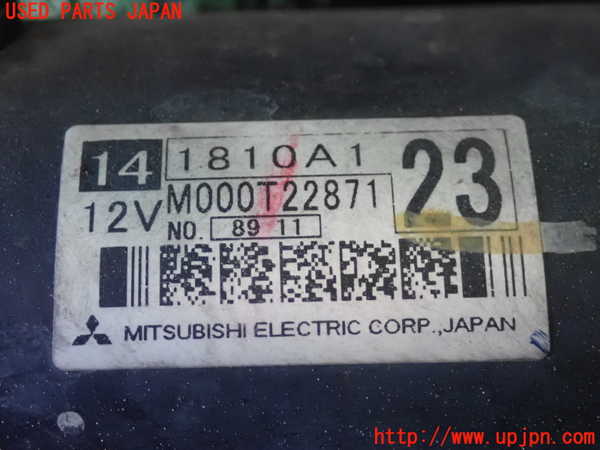 USED PARTS JAPAN
14 1810A1 23
12V M000T22871
NO. 89 11
MITSUBISHI ELECTRIC CORP.,JAPAN
http://www.upjpn.com